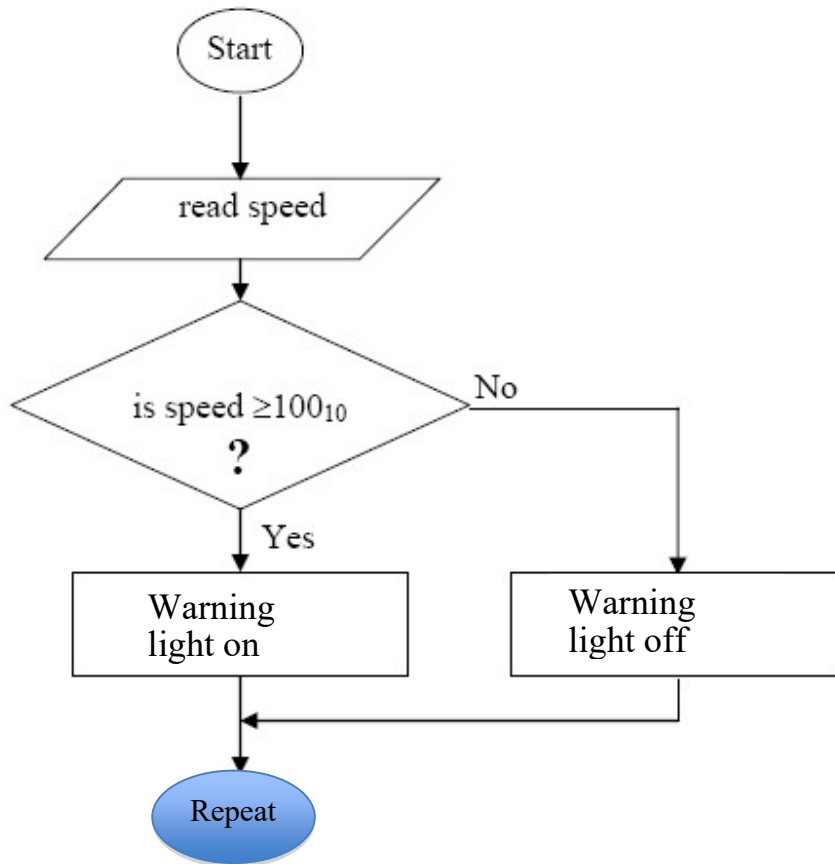 Start
read speed
is speed ≥100₁₀
?
No
Yes
Warning
light on
Warning
light off
Repeat